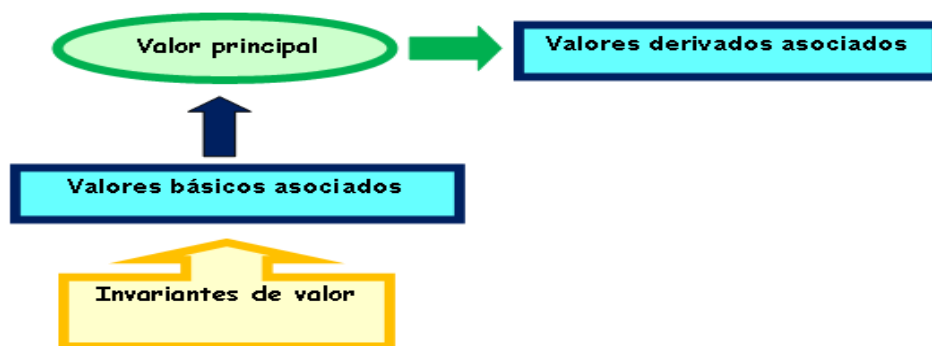 Valor principal
Valores derivados asociados
Valores básicos asociados
Invariantes de valor